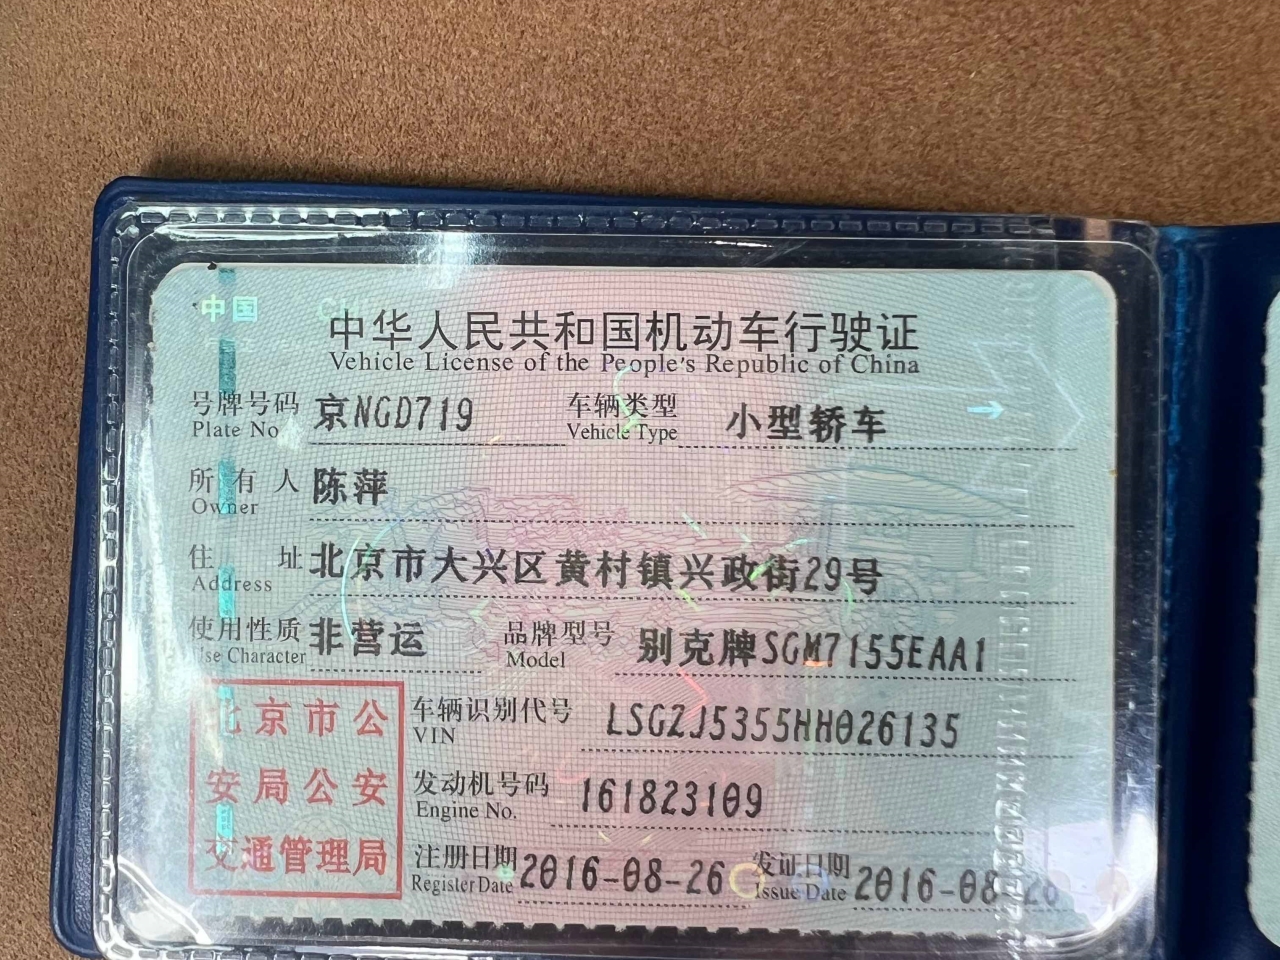 中国
中华人民共和国机动车行驶证
Vehicle License of the People's Republic of China
号牌号码 京NGD719 车辆类型 小型轿车
Plate No. Vehicle Type
所有人 陈萍
Owner
住址 北京市大兴区黄村镇兴政街29号
Address
使用性质 非营运 品牌型号 别克牌SGM7155EAA1
Use Character Model
北京市公
安局公安
交通管理局
车辆识别代号 LSGZJ5355HH026135
VIN
发动机号码 161823109
Engine No.
注册日期 2016-08-26 发证日期 2016-08-26
Register Date Issue Date